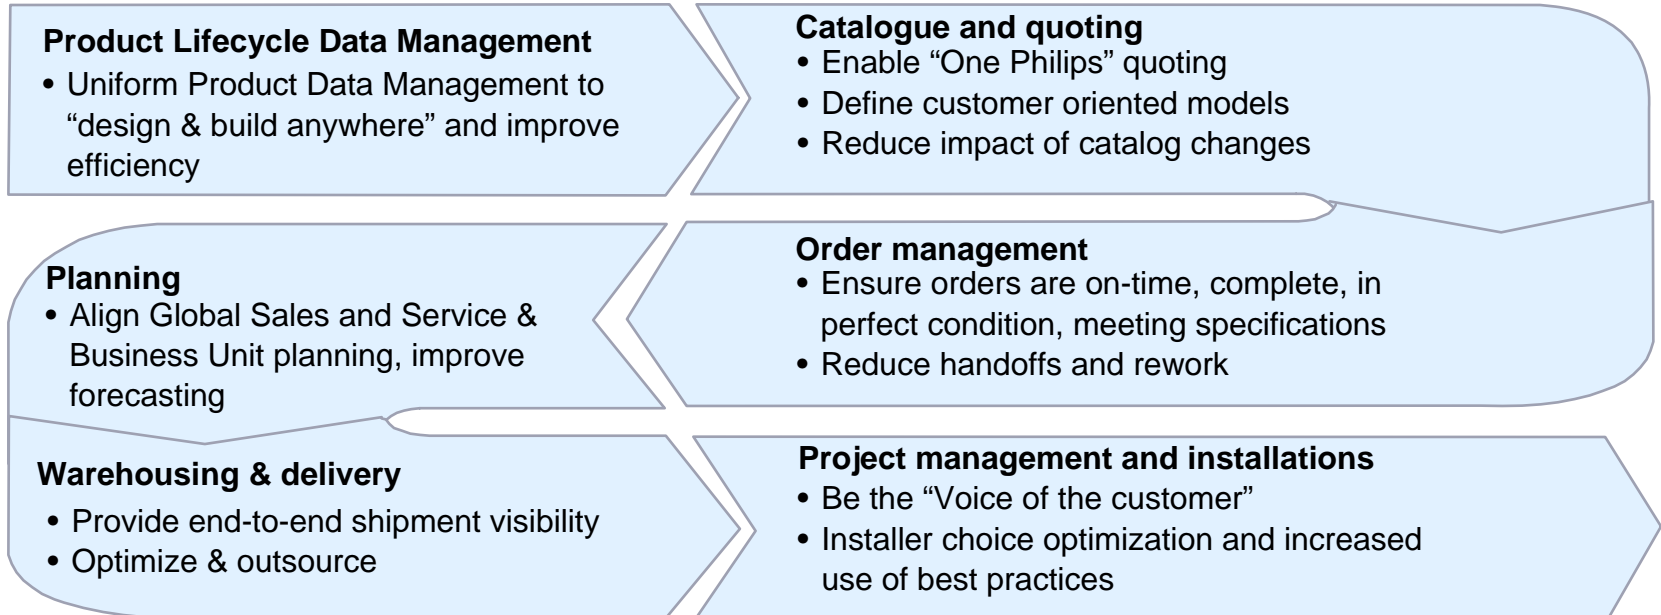 Product Lifecycle Data Management
• Uniform Product Data Management to
“design & build anywhere” and improve
efficiency
Catalogue and quoting
• Enable “One Philips” quoting
• Define customer oriented models
• Reduce impact of catalog changes
Order management
• Ensure orders are on-time, complete, in
perfect condition, meeting specifications
• Reduce handoffs and rework
Planning
• Align Global Sales and Service &
Business Unit planning, improve
forecasting
Warehousing & delivery
• Provide end-to-end shipment visibility
• Optimize & outsource
Project management and installations
• Be the “Voice of the customer”
• Installer choice optimization and increased
use of best practices